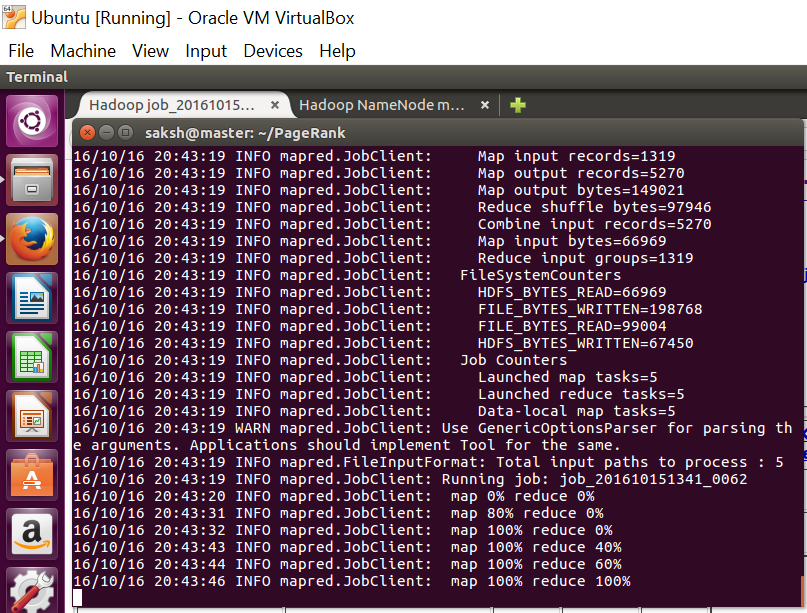 Ubuntu [Running] - Oracle VM VirtualBox
File Machine View Input Devices Help
Terminal
Hadoop job_20161015... × Hadoop NameNode m... ×
saksh@master: ~/PageRank
16/10/16 20:43:19 INFO mapred.JobClient:     Map input records=1319
16/10/16 20:43:19 INFO mapred.JobClient:     Map output records=5270
16/10/16 20:43:19 INFO mapred.JobClient:     Map output bytes=149021
16/10/16 20:43:19 INFO mapred.JobClient:     Reduce shuffle bytes=97946
16/10/16 20:43:19 INFO mapred.JobClient:     Combine input records=5270
16/10/16 20:43:19 INFO mapred.JobClient:     Map input bytes=66969
16/10/16 20:43:19 INFO mapred.JobClient:     Reduce input groups=1319
16/10/16 20:43:19 INFO mapred.JobClient:   FileSystemCounters
16/10/16 20:43:19 INFO mapred.JobClient:     HDFS_BYTES_READ=66969
16/10/16 20:43:19 INFO mapred.JobClient:     FILE_BYTES_WRITTEN=198768
16/10/16 20:43:19 INFO mapred.JobClient:     FILE_BYTES_READ=99004
16/10/16 20:43:19 INFO mapred.JobClient:     HDFS_BYTES_WRITTEN=67450
16/10/16 20:43:19 INFO mapred.JobClient:   Job Counters
16/10/16 20:43:19 INFO mapred.JobClient:     Launched map tasks=5
16/10/16 20:43:19 INFO mapred.JobClient:     Launched reduce tasks=5
16/10/16 20:43:19 INFO mapred.JobClient:     Data-local map tasks=5
16/10/16 20:43:19 WARN mapred.JobClient: Use GenericOptionsParser for parsing th
e arguments. Applications should implement Tool for the same.
16/10/16 20:43:19 INFO mapred.FileInputFormat: Total input paths to process : 5
16/10/16 20:43:19 INFO mapred.JobClient: Running job: job_201610151341_0062
16/10/16 20:43:20 INFO mapred.JobClient:  map 0% reduce 0%
16/10/16 20:43:31 INFO mapred.JobClient:  map 80% reduce 0%
16/10/16 20:43:32 INFO mapred.JobClient:  map 100% reduce 0%
16/10/16 20:43:43 INFO mapred.JobClient:  map 100% reduce 40%
16/10/16 20:43:44 INFO mapred.JobClient:  map 100% reduce 60%
16/10/16 20:43:46 INFO mapred.JobClient:  map 100% reduce 100%